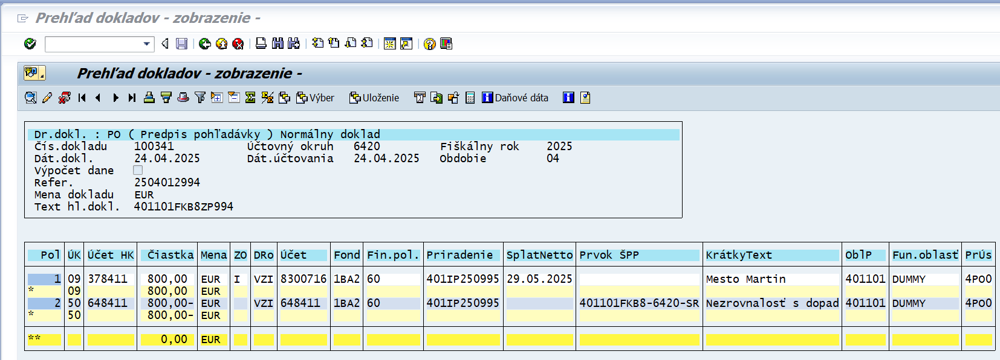 Prehľad dokladov - zobrazenie -
Prehľad dokladov - zobrazenie -
Výber Uloženie Daňové dáta
Dr.dokl. : PO ( Predpis pohľadávky ) Normálny doklad
Čís.dokladu 100341 Účtovný okruh 6420 Fiškálny rok 2025
Dát.dokl. 24.04.2025 Dát.účtovania 24.04.2025 Obdobie 04
Výpočet dane
Refer. 2504012994
Mena dokladu EUR
Text hl.dokl. 401101FKB8ZP994
Pol ÚK Účet HK Čiastka Mena ZO DRo Účet Fond Fin.pol. Priradenie SplatNetto Prvok ŠPP KrátkyText OblP Fun.oblasť PrÚs
1 09 378411 800,00 EUR I VZI 8300716 1BA2 60 401IP250995 29.05.2025 Mesto Martin 401101 DUMMY 4PO0
* 09 800,00 EUR
2 50 648411 800,00- EUR VZI 648411 1BA2 60 401IP250995 401101FKB8-6420-SR Nezrovnalosť s dopad 401101 DUMMY 4PO0
* 50 800,00- EUR
** 0,00 EUR